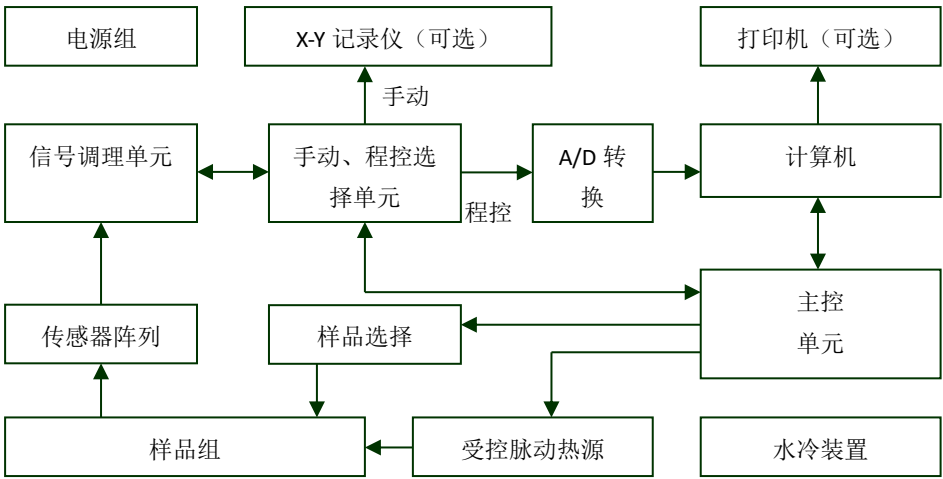 电源组
X-Y 记录仪（可选）
打印机（可选）
手动
信号调理单元
手动、程控选
择单元
A/D 转
换
计算机
程控
传感器阵列
样品选择
主控
单元
样品组
受控脉动热源
水冷装置